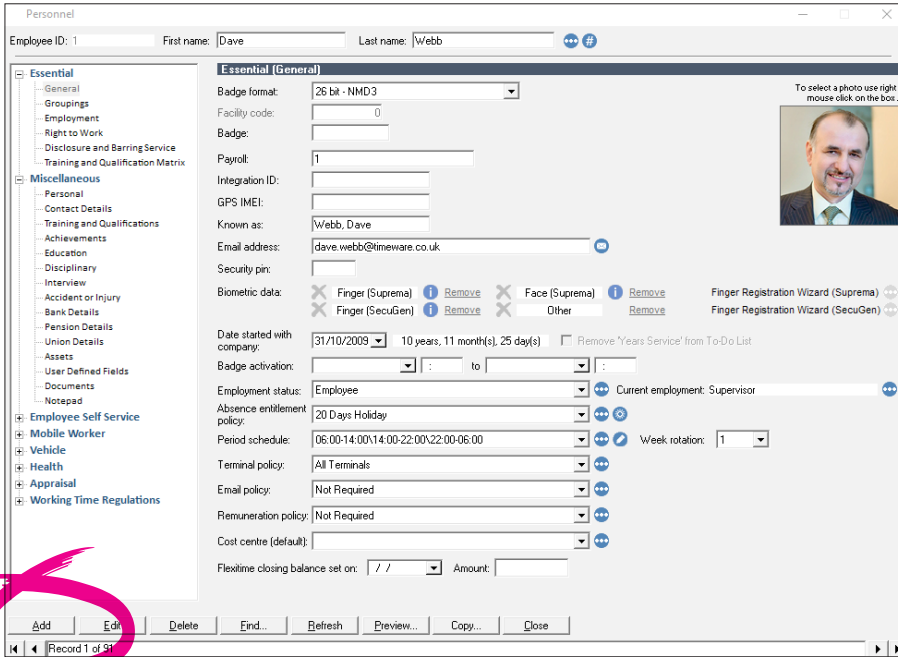 Personnel
Employee ID: 1 First name: Dave Last name: Webb #
Essential
General
Groupings
Employment
Right to Work
Disclosure and Barring Service
Training and Qualification Matrix
Miscellaneous
Personal
Contact Details
Training and Qualifications
Achievements
Education
Disciplinary
Interview
Accident or Injury
Bank Details
Pension Details
Union Details
Assets
User Defined Fields
Documents
Notepad
Employee Self Service
Mobile Worker
Vehicle
Health
Appraisal
Working Time Regulations
Essential (General)
To select a photo use right
mouse click on the box.
Badge format: 26 bit - NMD3
Facility code: 0
Badge:
Payroll: 1
Integration ID:
GPS IMEI:
Known as: Webb, Dave
Email address: dave.webb@timeware.co.uk
Security pin:
Biometric data: Finger (Suprema) i Remove Face (Suprema) i Remove Finger Registration Wizard (Suprema)
Finger (SecuGen) i Remove Other Remove Finger Registration Wizard (SecuGen)
Date started with
company: 31/10/2009 10 years, 11 month(s), 25 day(s) Remove 'Years Service' from To-Do List
Badge activation: : to :
Employment status: Employee Current employment: Supervisor
Absence entitlement
policy: 20 Days Holiday
Period schedule: 06:00-14:00\14:00-22:00\22:00-06:00 Week rotation: 1
Terminal policy: All Terminals
Email policy: Not Required
Remuneration policy: Not Required
Cost centre (default):
Flexitime closing balance set on: / / Amount:
Add Edit... Delete Find... Refresh Preview... Copy... Close
Record 1 of 91